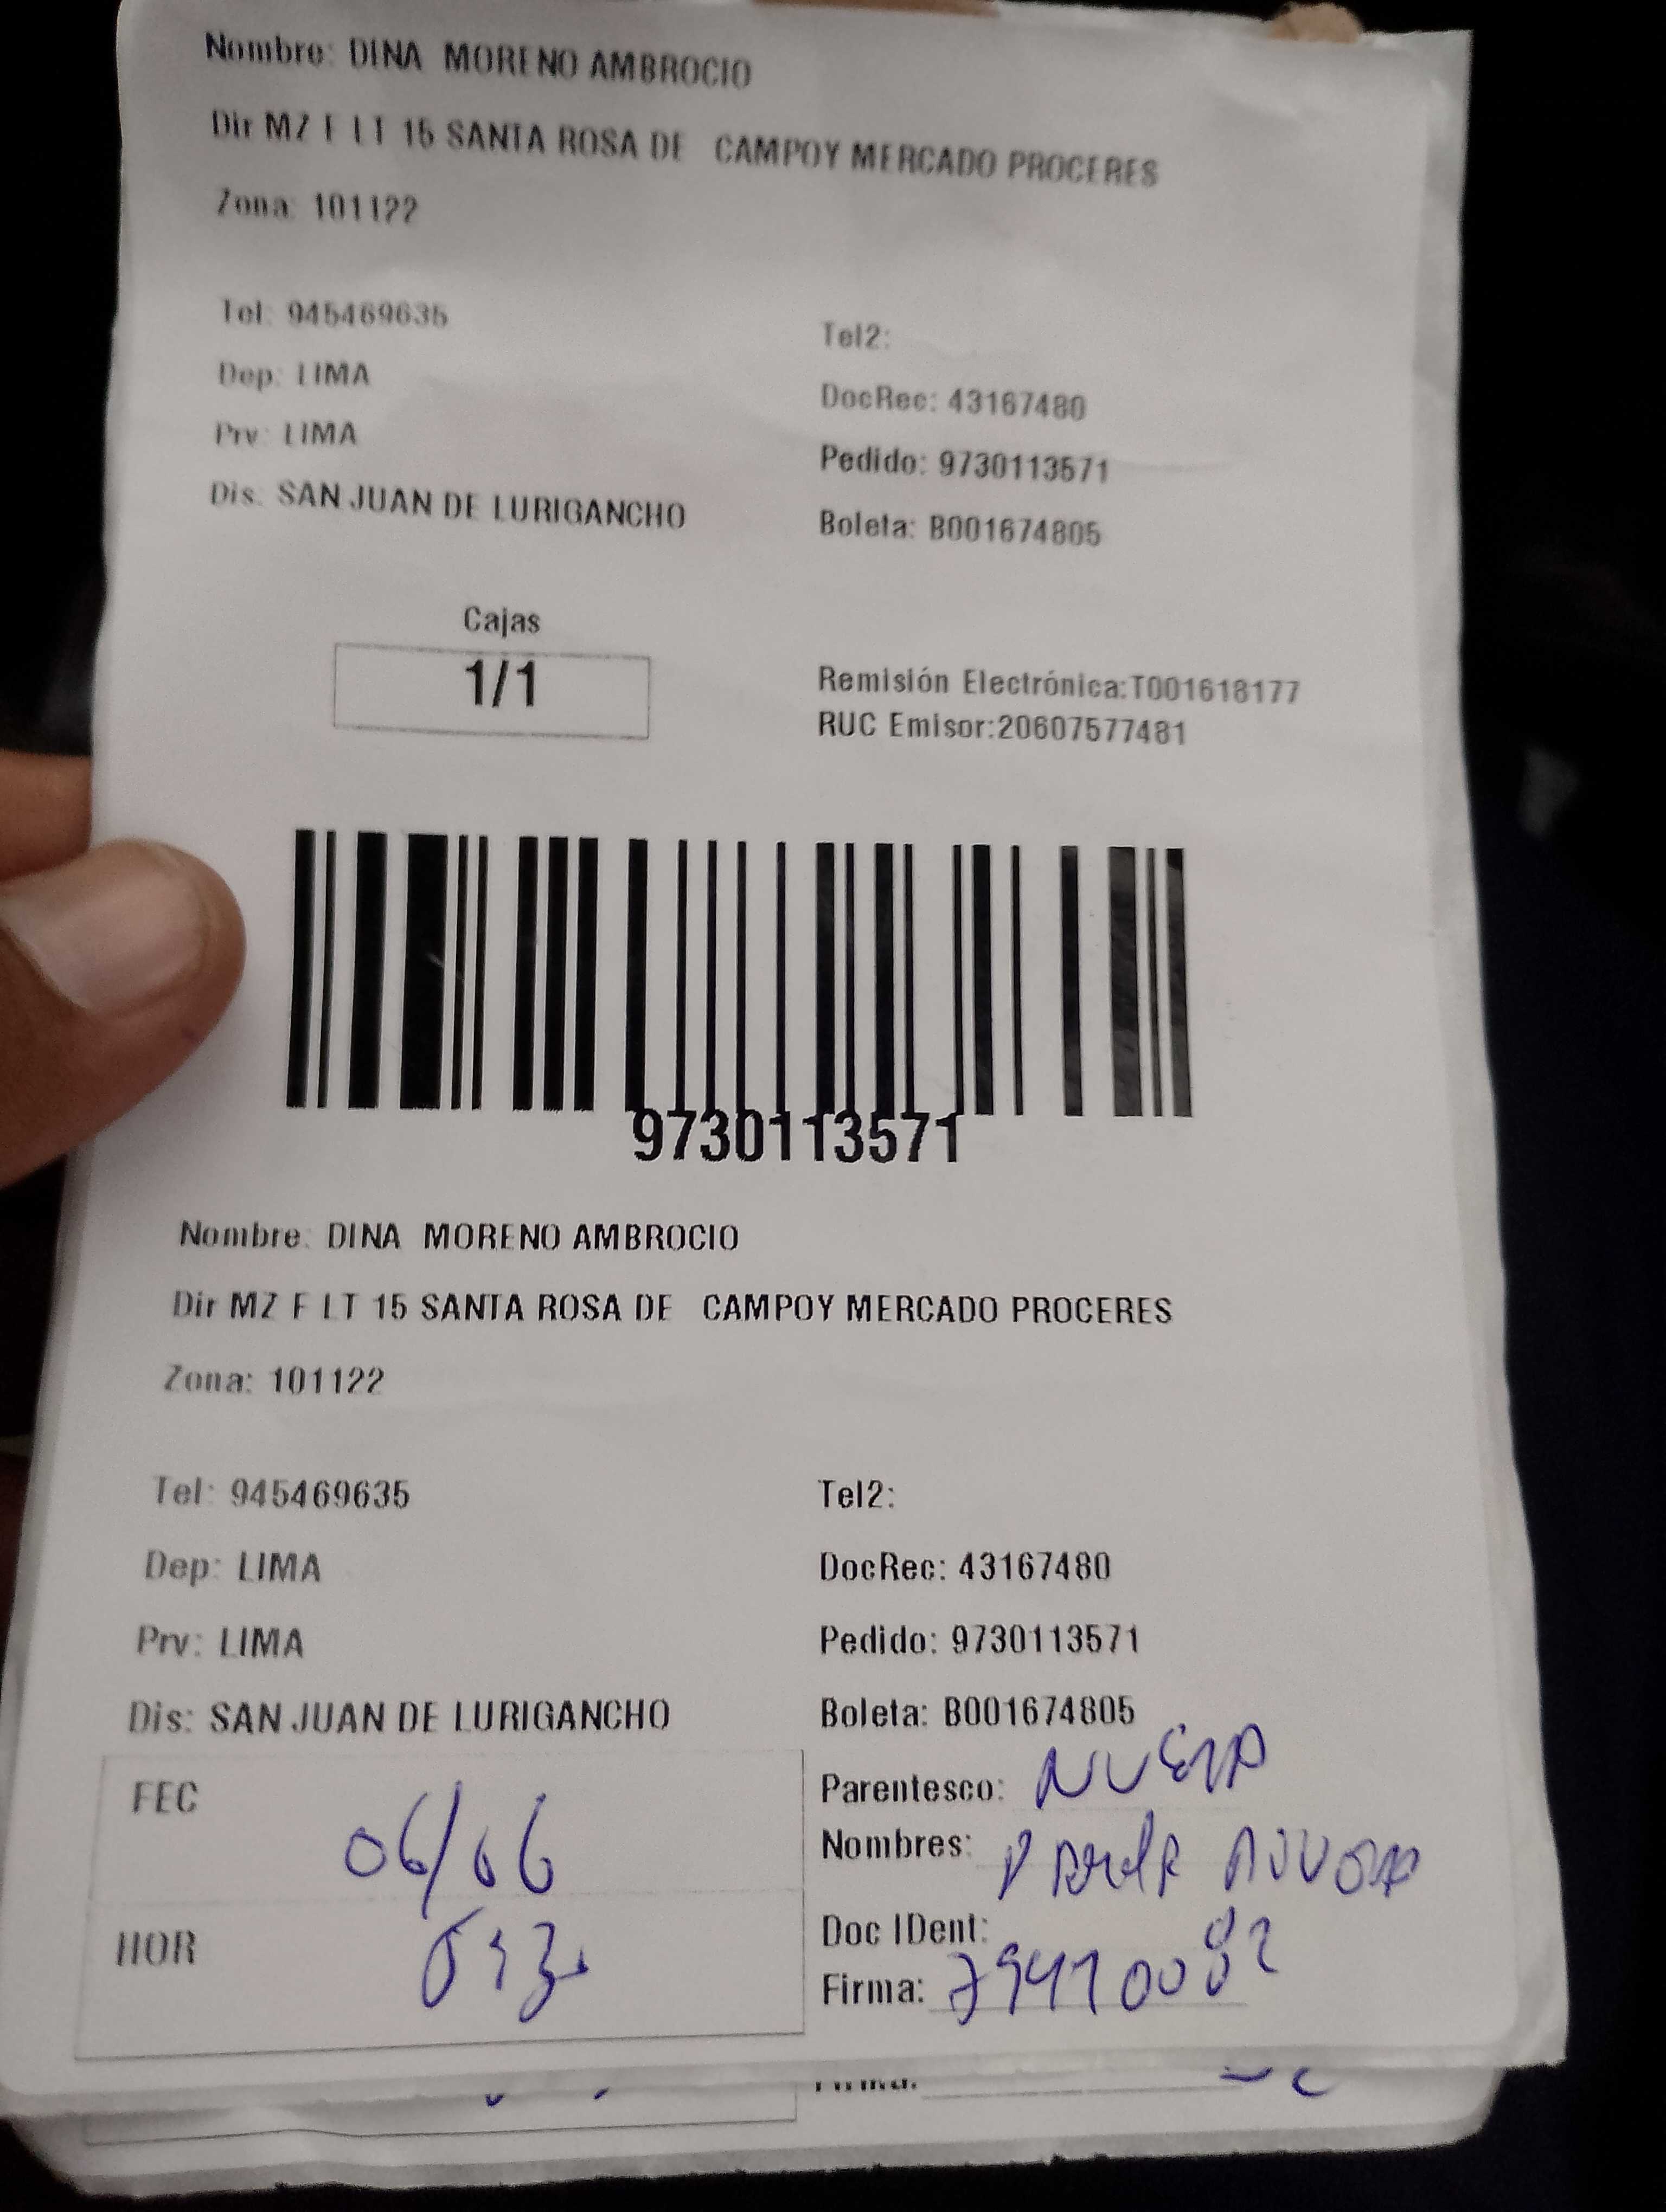 Nombre: DINA MORENO AMBROCIO
Dir MZ F LT 15 SANTA ROSA DE CAMPOY MERCADO PROCERES
Zona: 101122
Tel: 945469635 Tel2:
Dep: LIMA DocRec: 43167480
Prv: LIMA Pedido: 9730113571
Dis: SAN JUAN DE LURIGANCHO Boleta: B001674805
Cajas
1/1
Remisión Electrónica:T001618177
RUC Emisor:20607577481
9730113571
Nombre: DINA MORENO AMBROCIO
Dir MZ F LT 15 SANTA ROSA DE CAMPOY MERCADO PROCERES
Zona: 101122
Tel: 945469635 Tel2:
Dep: LIMA DocRec: 43167480
Prv: LIMA Pedido: 9730113571
Dis: SAN JUAN DE LURIGANCHO Boleta: B001674805
FEC 06/06 Parentesco: NUERA
Nombres:
HOR Doc IDent:
Firma: 79410082